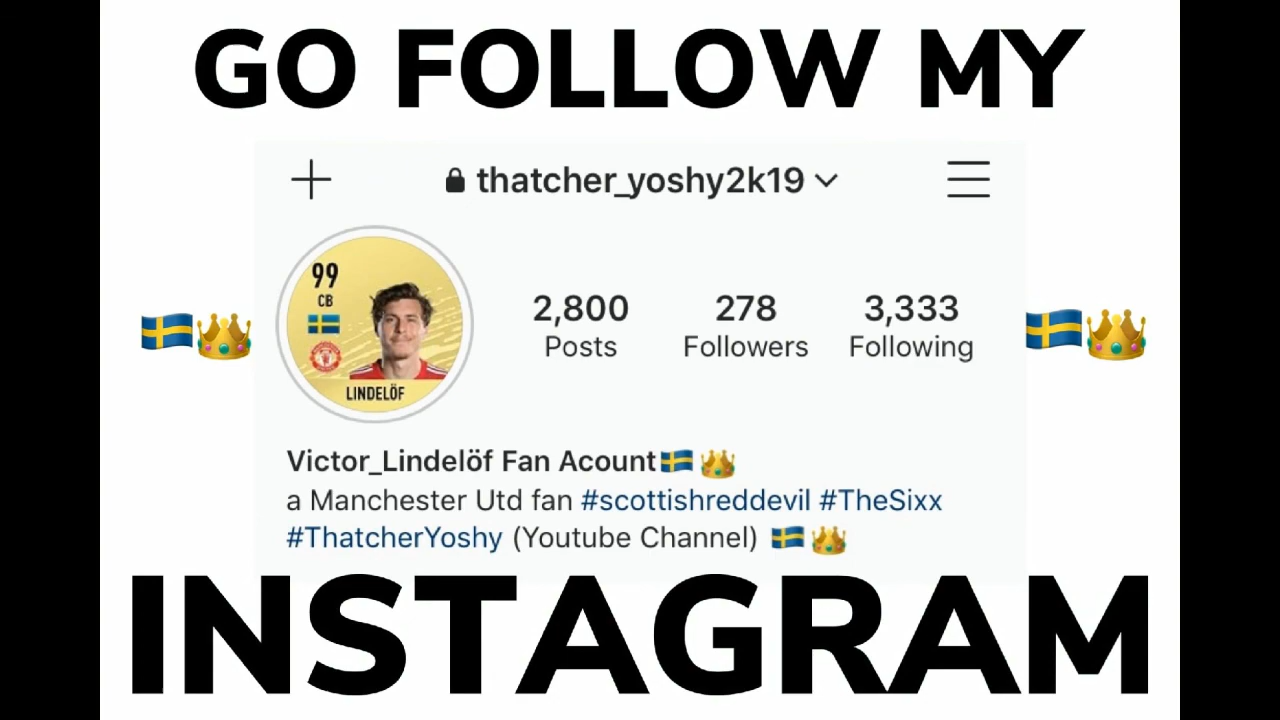 GO FOLLOW MY
thatcher_yoshy2k19
99
CB
LINDELÖF
2,800 278 3,333
Posts Followers Following
Victor_Lindelöf Fan Acount🇸🇪👑
a Manchester Utd fan #scottishreddevil #TheSixx
#ThatcherYoshy (Youtube Channel) 🇸🇪👑
INSTAGRAM